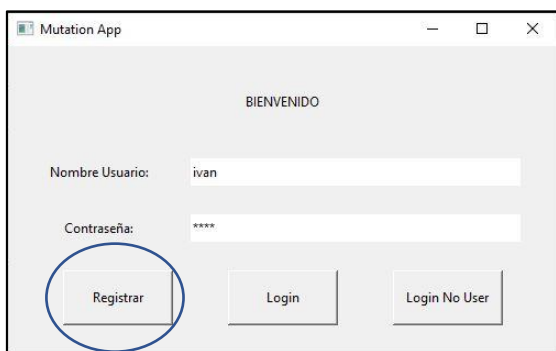 Mutation App
BIENVENIDO
Nombre Usuario: ivan
Contraseña: ****
Registrar Login Login No User